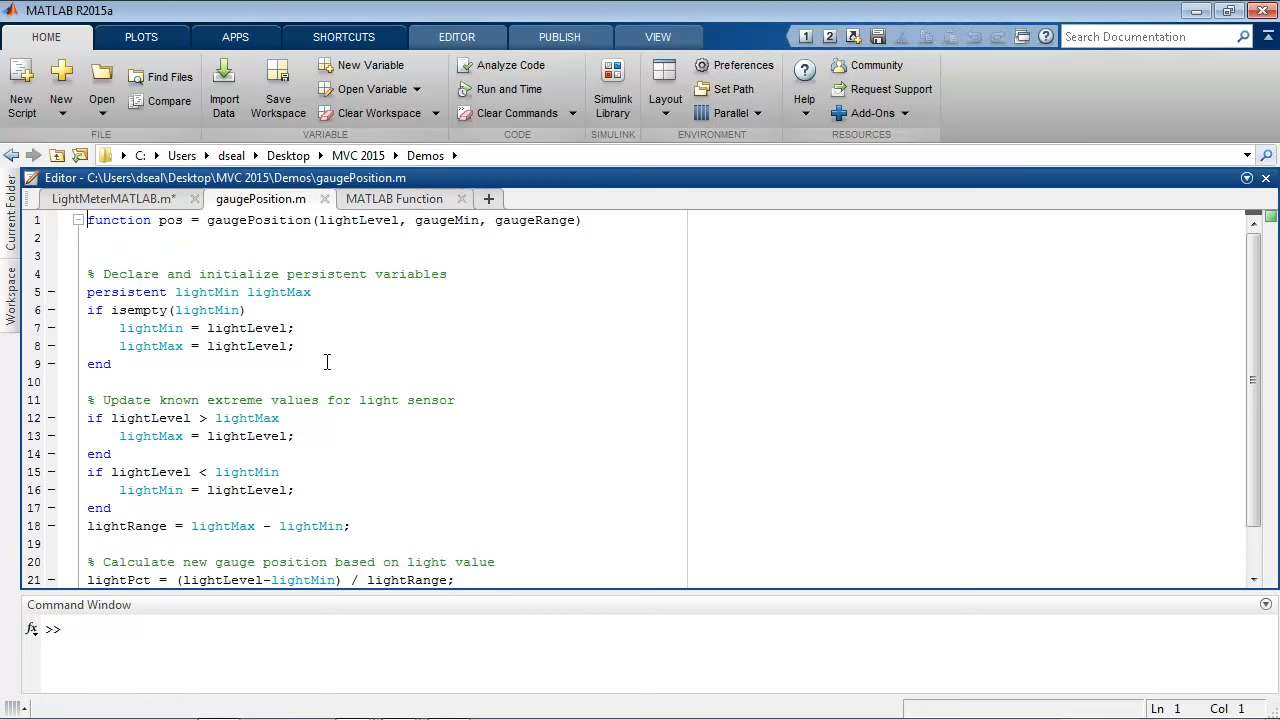 MATLAB R2015a
HOME PLOTS APPS SHORTCUTS EDITOR PUBLISH VIEW 1 2 Search Documentation
New Script
New
Open
Find Files
Compare
Import Data
Save Workspace
New Variable
Open Variable
Clear Workspace
Analyze Code
Run and Time
Clear Commands
Simulink Library
Layout
Preferences
Set Path
Parallel
Help
Community
Request Support
Add-Ons
FILE VARIABLE CODE SIMULINK ENVIRONMENT RESOURCES
C: Users dseal Desktop MVC 2015 Demos
Current Folder
Workspace
Editor - C:\Users\dseal\Desktop\MVC 2015\Demos\gaugePosition.m
LightMeterMATLAB.m* gaugePosition.m MATLAB Function
1 function pos = gaugePosition(lightLevel, gaugeMin, gaugeRange)
2
3
4 % Declare and initialize persistent variables
5 – persistent lightMin lightMax
6 – if isempty(lightMin)
7 – lightMin = lightLevel;
8 – lightMax = lightLevel;
9 – end
10
11 % Update known extreme values for light sensor
12 – if lightLevel > lightMax
13 – lightMax = lightLevel;
14 – end
15 – if lightLevel < lightMin
16 – lightMin = lightLevel;
17 – end
18 – lightRange = lightMax - lightMin;
19
20 % Calculate new gauge position based on light value
21 – lightPct = (lightLevel-lightMin) / lightRange;
Command Window
fx >>
Ln 1 Col 1